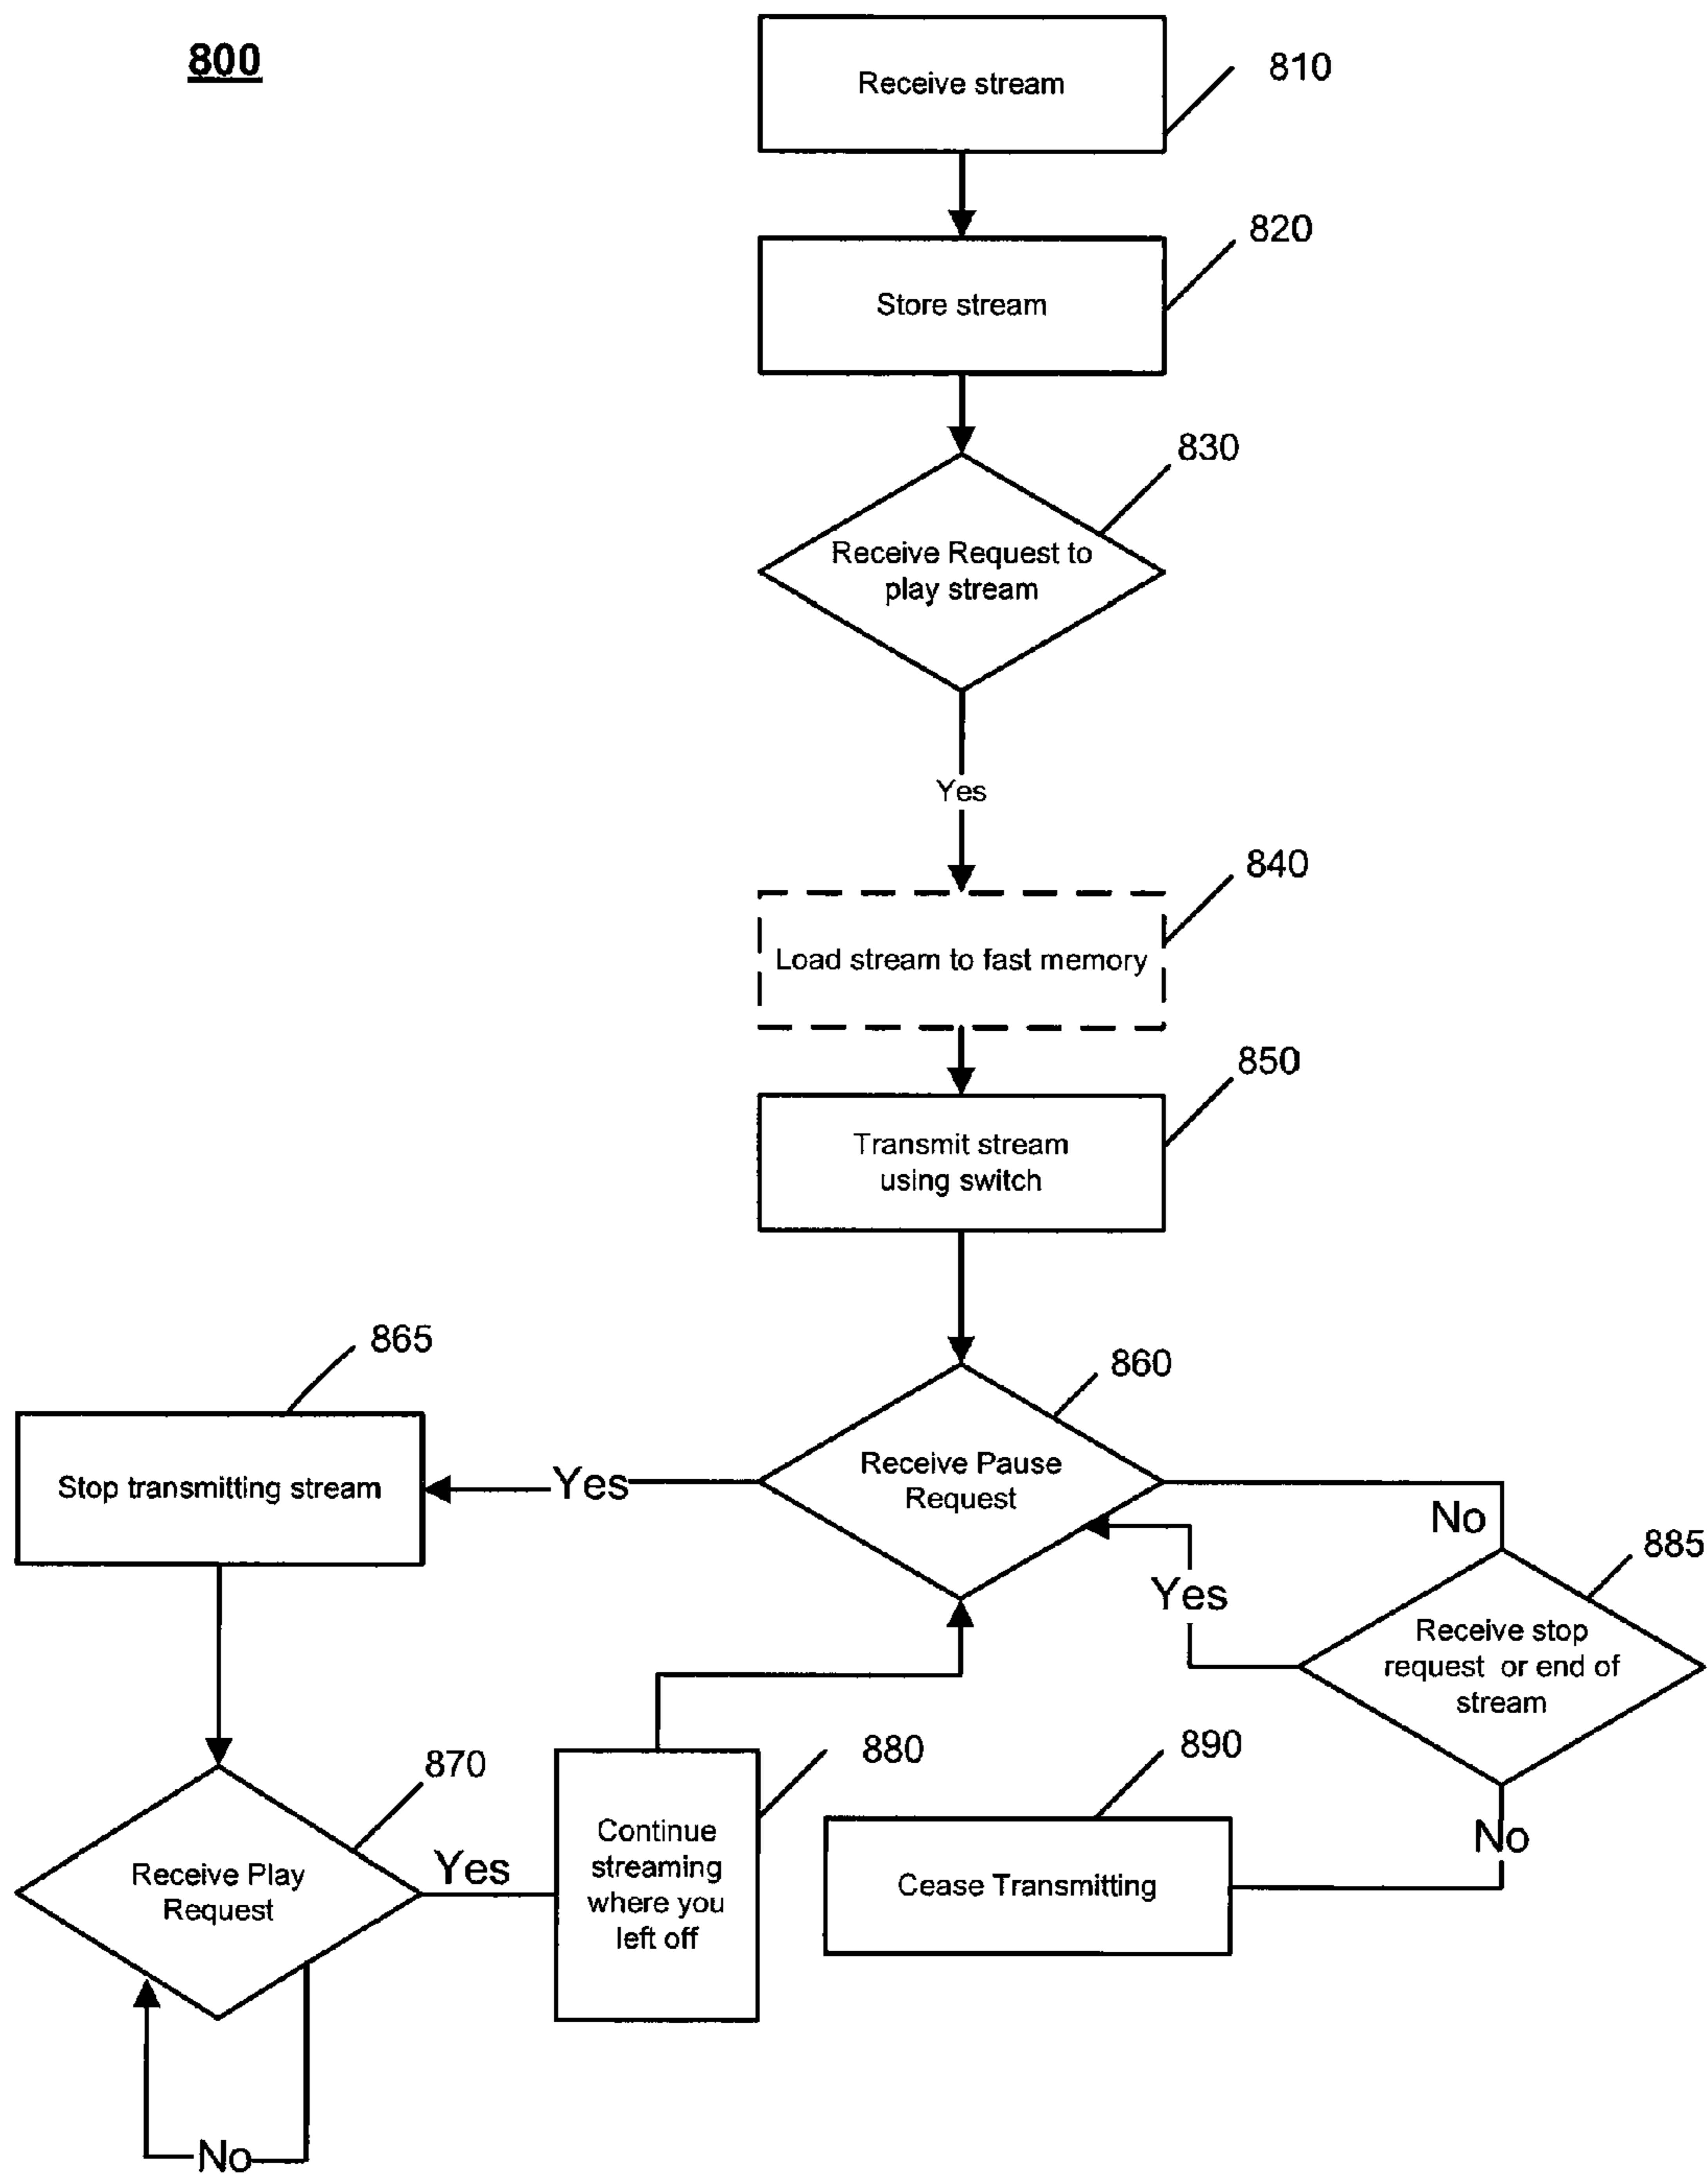 800
Receive stream
810
Store stream
820
830
Receive Request to
play stream
Yes
840
Load stream to fast memory
850
Transmit stream
using switch
865
860
Stop transmitting stream
Yes
Receive Pause
Request
No
885
Yes
Receive stop
request or end of
stream
870
880
890
No
Receive Play
Request
Yes
Continue
streaming
where you
left off
Cease Transmitting
No